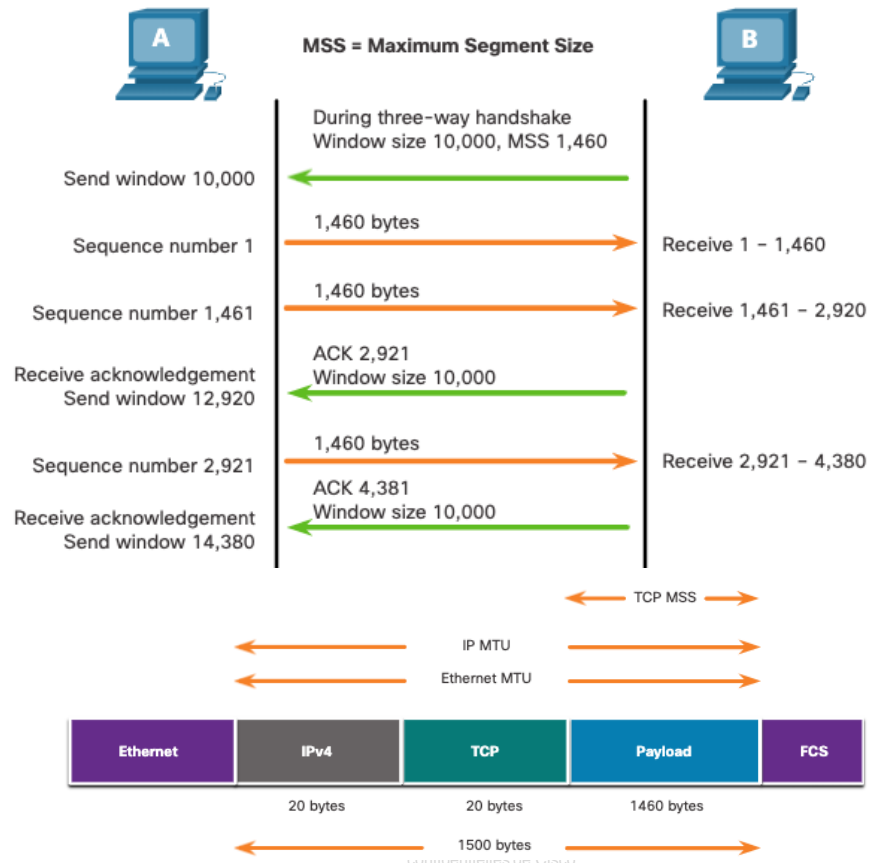 A
MSS = Maximum Segment Size
B
During three-way handshake
Window size 10,000, MSS 1,460
Send window 10,000
1,460 bytes
Sequence number 1
Receive 1 – 1,460
1,460 bytes
Sequence number 1,461
Receive 1,461 – 2,920
ACK 2,921
Window size 10,000
Receive acknowledgement
Send window 12,920
1,460 bytes
Sequence number 2,921
Receive 2,921 – 4,380
ACK 4,381
Window size 10,000
Receive acknowledgement
Send window 14,380
TCP MSS
IP MTU
Ethernet MTU
Ethernet
IPv4
TCP
Payload
FCS
20 bytes
20 bytes
1460 bytes
1500 bytes